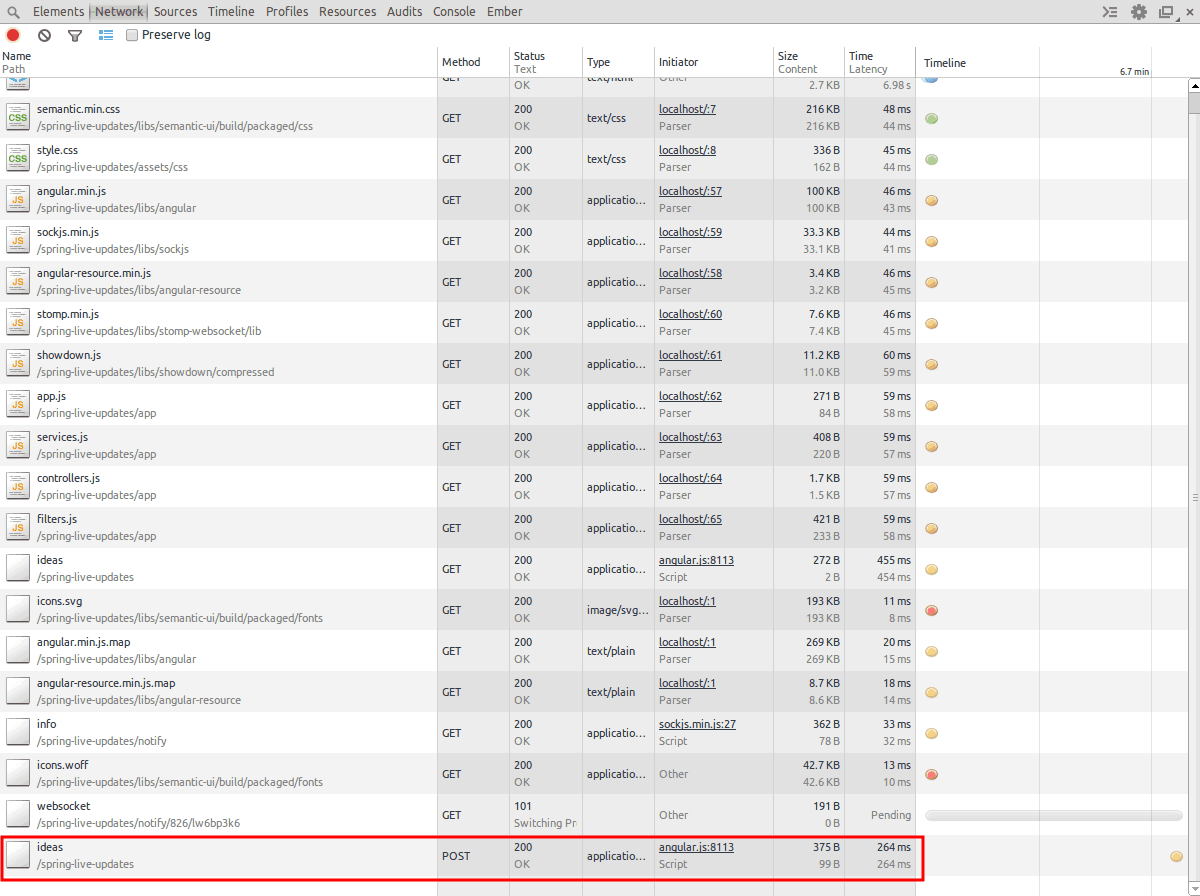 Elements Network Sources Timeline Profiles Resources Audits Console Ember
Preserve log
Name Method Status Type Initiator Size Time Timeline
Path Text Content Latency 6.7 min
GET text/html Other
OK 2.7 KB 6.98 s
CSS semantic.min.css GET 200 text/css localhost/:7 216 KB 48 ms
/spring-live-updates/libs/semantic-ui/build/packaged/css OK Parser 216 KB 44 ms
CSS style.css GET 200 text/css localhost/:8 336 B 45 ms
/spring-live-updates/assets/css OK Parser 162 B 44 ms
JS angular.min.js GET 200 applicatio... localhost/:57 100 KB 46 ms
/spring-live-updates/libs/angular OK Parser 100 KB 43 ms
JS sockjs.min.js GET 200 applicatio... localhost/:59 33.3 KB 44 ms
/spring-live-updates/libs/sockjs OK Parser 33.1 KB 41 ms
JS angular-resource.min.js GET 200 applicatio... localhost/:58 3.4 KB 46 ms
/spring-live-updates/libs/angular-resource OK Parser 3.2 KB 45 ms
JS stomp.min.js GET 200 applicatio... localhost/:60 7.6 KB 46 ms
/spring-live-updates/libs/stomp-websocket/lib OK Parser 7.4 KB 45 ms
JS showdown.js GET 200 applicatio... localhost/:61 11.2 KB 60 ms
/spring-live-updates/libs/showdown/compressed OK Parser 11.0 KB 59 ms
JS app.js GET 200 applicatio... localhost/:62 271 B 59 ms
/spring-live-updates/app OK Parser 84 B 58 ms
JS services.js GET 200 applicatio... localhost/:63 408 B 59 ms
/spring-live-updates/app OK Parser 220 B 57 ms
JS controllers.js GET 200 applicatio... localhost/:64 1.7 KB 59 ms
/spring-live-updates/app OK Parser 1.5 KB 57 ms
JS filters.js GET 200 applicatio... localhost/:65 421 B 59 ms
/spring-live-updates/app OK Parser 233 B 58 ms
ideas GET 200 applicatio... angular.js:8113 272 B 455 ms
/spring-live-updates OK Script 2 B 454 ms
icons.svg GET 200 image/svg... localhost/:1 193 KB 11 ms
/spring-live-updates/libs/semantic-ui/build/packaged/fonts OK Parser 193 KB 8 ms
angular.min.js.map GET 200 text/plain localhost/:1 269 KB 20 ms
/spring-live-updates/libs/angular OK Parser 269 KB 15 ms
angular-resource.min.js.map GET 200 text/plain localhost/:1 8.7 KB 18 ms
/spring-live-updates/libs/angular-resource OK Parser 8.6 KB 14 ms
info GET 200 applicatio... sockjs.min.js:27 362 B 33 ms
/spring-live-updates/notify OK Script 78 B 32 ms
icons.woff GET 200 applicatio... Other 42.7 KB 13 ms
/spring-live-updates/libs/semantic-ui/build/packaged/fonts OK 42.6 KB 10 ms
websocket GET 101 Other 191 B Pending
/spring-live-updates/notify/826/lw6bp3k6 Switching Pr 0 B
ideas POST 200 applicatio... angular.js:8113 375 B 264 ms
/spring-live-updates OK Script 99 B 264 ms